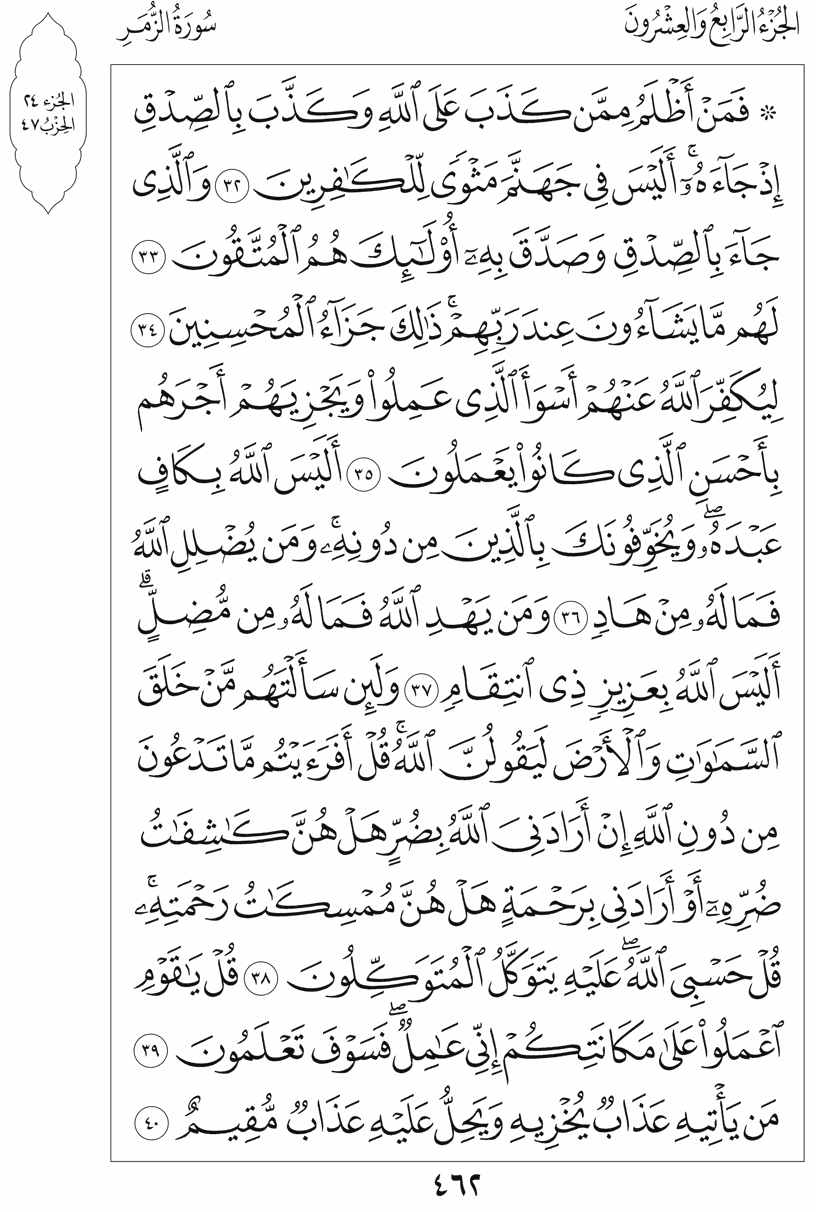 الجُزْءُ الرَّابِعُ وَالعِشْرُونَ
سُورَةُ الزُّمَرِ
الجُزء ٢٤
الحِزْب ٤٧
۞ فَمَنْ أَظْلَمُ مِمَّن كَذَبَ عَلَى ٱللَّهِ وَكَذَّبَ بِٱلصِّدْقِ
إِذْ جَآءَهُۥٓۚ أَلَيْسَ فِى جَهَنَّمَ مَثْوًى لِّلْكَـٰفِرِينَ ٣٢ وَٱلَّذِى
جَآءَ بِٱلصِّدْقِ وَصَدَّقَ بِهِۦٓ أُو۟لَـٰٓئِكَ هُمُ ٱلْمُتَّقُونَ ٣٣
لَهُم مَّا يَشَآءُونَ عِندَ رَبِّهِمْۚ ذَٰلِكَ جَزَآءُ ٱلْمُحْسِنِينَ ٣٤
لِيُكَفِّرَ ٱللَّهُ عَنْهُمْ أَسْوَأَ ٱلَّذِى عَمِلُوا۟ وَيَجْزِيَهُمْ أَجْرَهُم
بِأَحْسَنِ ٱلَّذِى كَانُوا۟ يَعْمَلُونَ ٣٥ أَلَيْسَ ٱللَّهُ بِكَافٍ
عَبْدَهُۥۖ وَيُخَوِّفُونَكَ بِٱلَّذِينَ مِن دُونِهِۦۚ وَمَن يُضْلِلِ ٱللَّهُ
فَمَا لَهُۥ مِنْ هَادٍ ٣٦ وَمَن يَهْدِ ٱللَّهُ فَمَا لَهُۥ مِن مُّضِلٍّۗ
أَلَيْسَ ٱللَّهُ بِعَزِيزٍ ذِى ٱنتِقَامٍ ٣٧ وَلَئِن سَأَلْتَهُم مَّنْ خَلَقَ
ٱلسَّمَـٰوَٰتِ وَٱلْأَرْضَ لَيَقُولُنَّ ٱللَّهُۚ قُلْ أَفَرَءَيْتُم مَّا تَدْعُونَ
مِن دُونِ ٱللَّهِ إِنْ أَرَادَنِىَ ٱللَّهُ بِضُرٍّ هَلْ هُنَّ كَـٰشِفَـٰتُ
ضُرِّهِۦٓ أَوْ أَرَادَنِى بِرَحْمَةٍ هَلْ هُنَّ مُمْسِكَـٰتُ رَحْمَتِهِۦۚ
قُلْ حَسْبِىَ ٱللَّهُۖ عَلَيْهِ يَتَوَكَّلُ ٱلْمُتَوَكِّلُونَ ٣٨ قُلْ يَـٰقَوْمِ
ٱعْمَلُوا۟ عَلَىٰ مَكَانَتِكُمْ إِنِّى عَـٰمِلٌۖ فَسَوْفَ تَعْلَمُونَ ٣٩
مَن يَأْتِيهِ عَذَابٌ يُخْزِيهِ وَيَحِلُّ عَلَيْهِ عَذَابٌ مُّقِيمٌ ٤٠
٤٦٢